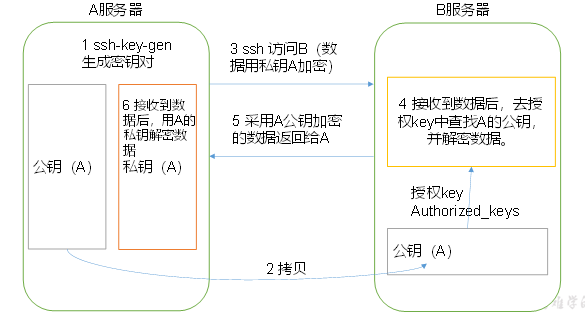 A服务器
B服务器
1 ssh-key-gen
生成密钥对
3 ssh 访问B（数
据用私钥A加密）
公钥（A）
6 接收到数
据后，用A的
私钥解密数
据
私钥（A）
5 采用A公钥加密
的数据返回给A
4 接收到数据后，去授
权key中查找A的公钥，
并解密数据。
授权key
Authorized_keys
公钥（A）
2 拷贝